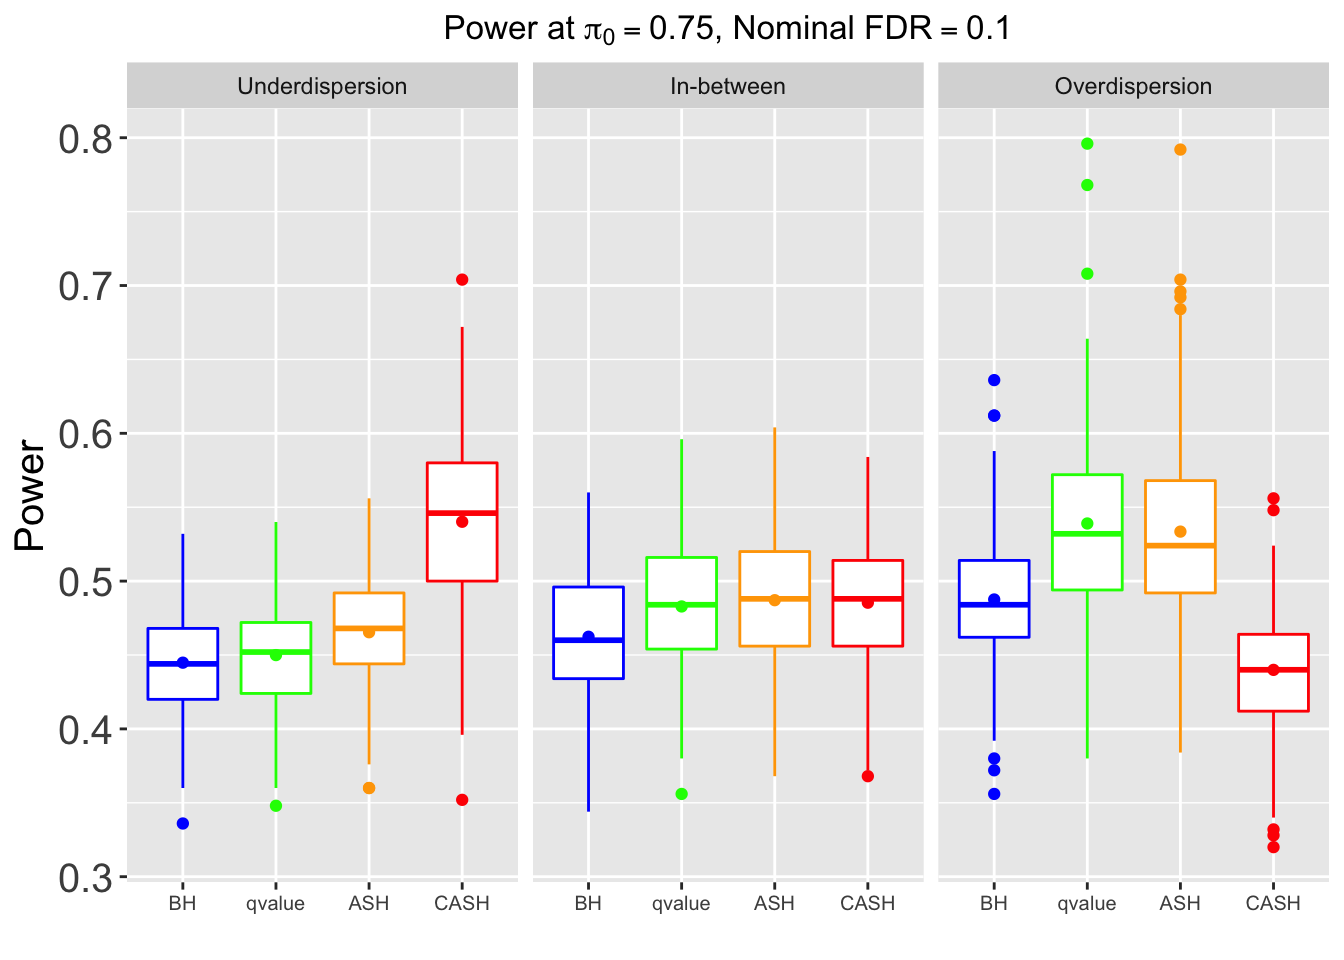 Power at π₀ = 0.75, Nominal FDR = 0.1
Underdispersion In-between Overdispersion
0.8
0.7
0.6
0.5
0.4
0.3
Power
BH qvalue ASH CASH BH qvalue ASH CASH BH qvalue ASH CASH